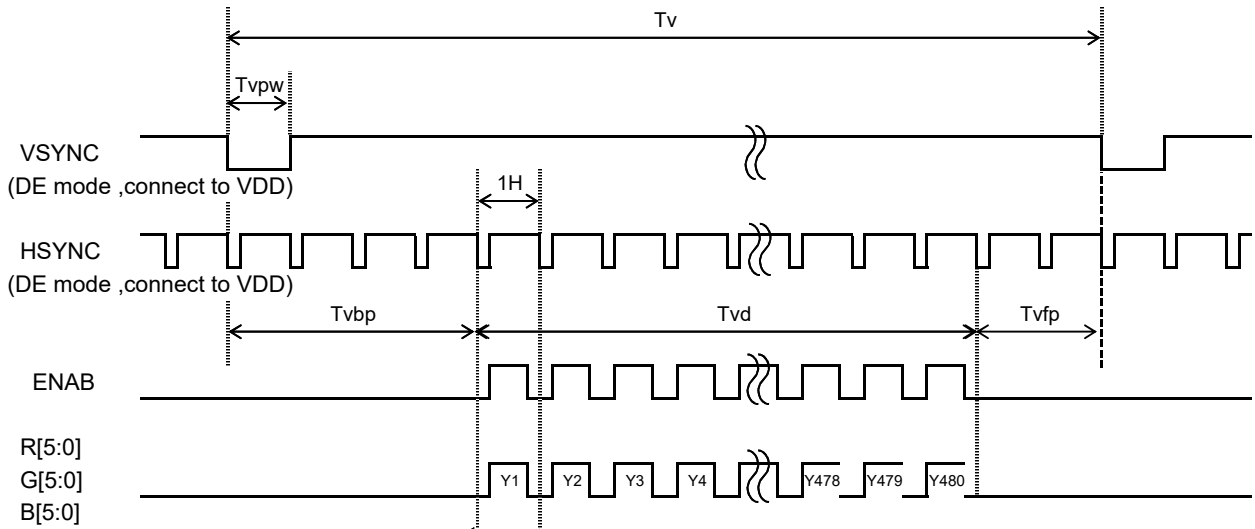 Tv
Tvpw
VSYNC
(DE mode ,connect to VDD)
1H
HSYNC
(DE mode ,connect to VDD)
Tvbp Tvd Tvfp
ENAB
R[5:0]
G[5:0]
B[5:0]
Y1 Y2 Y3 Y4 Y478 Y479 Y480